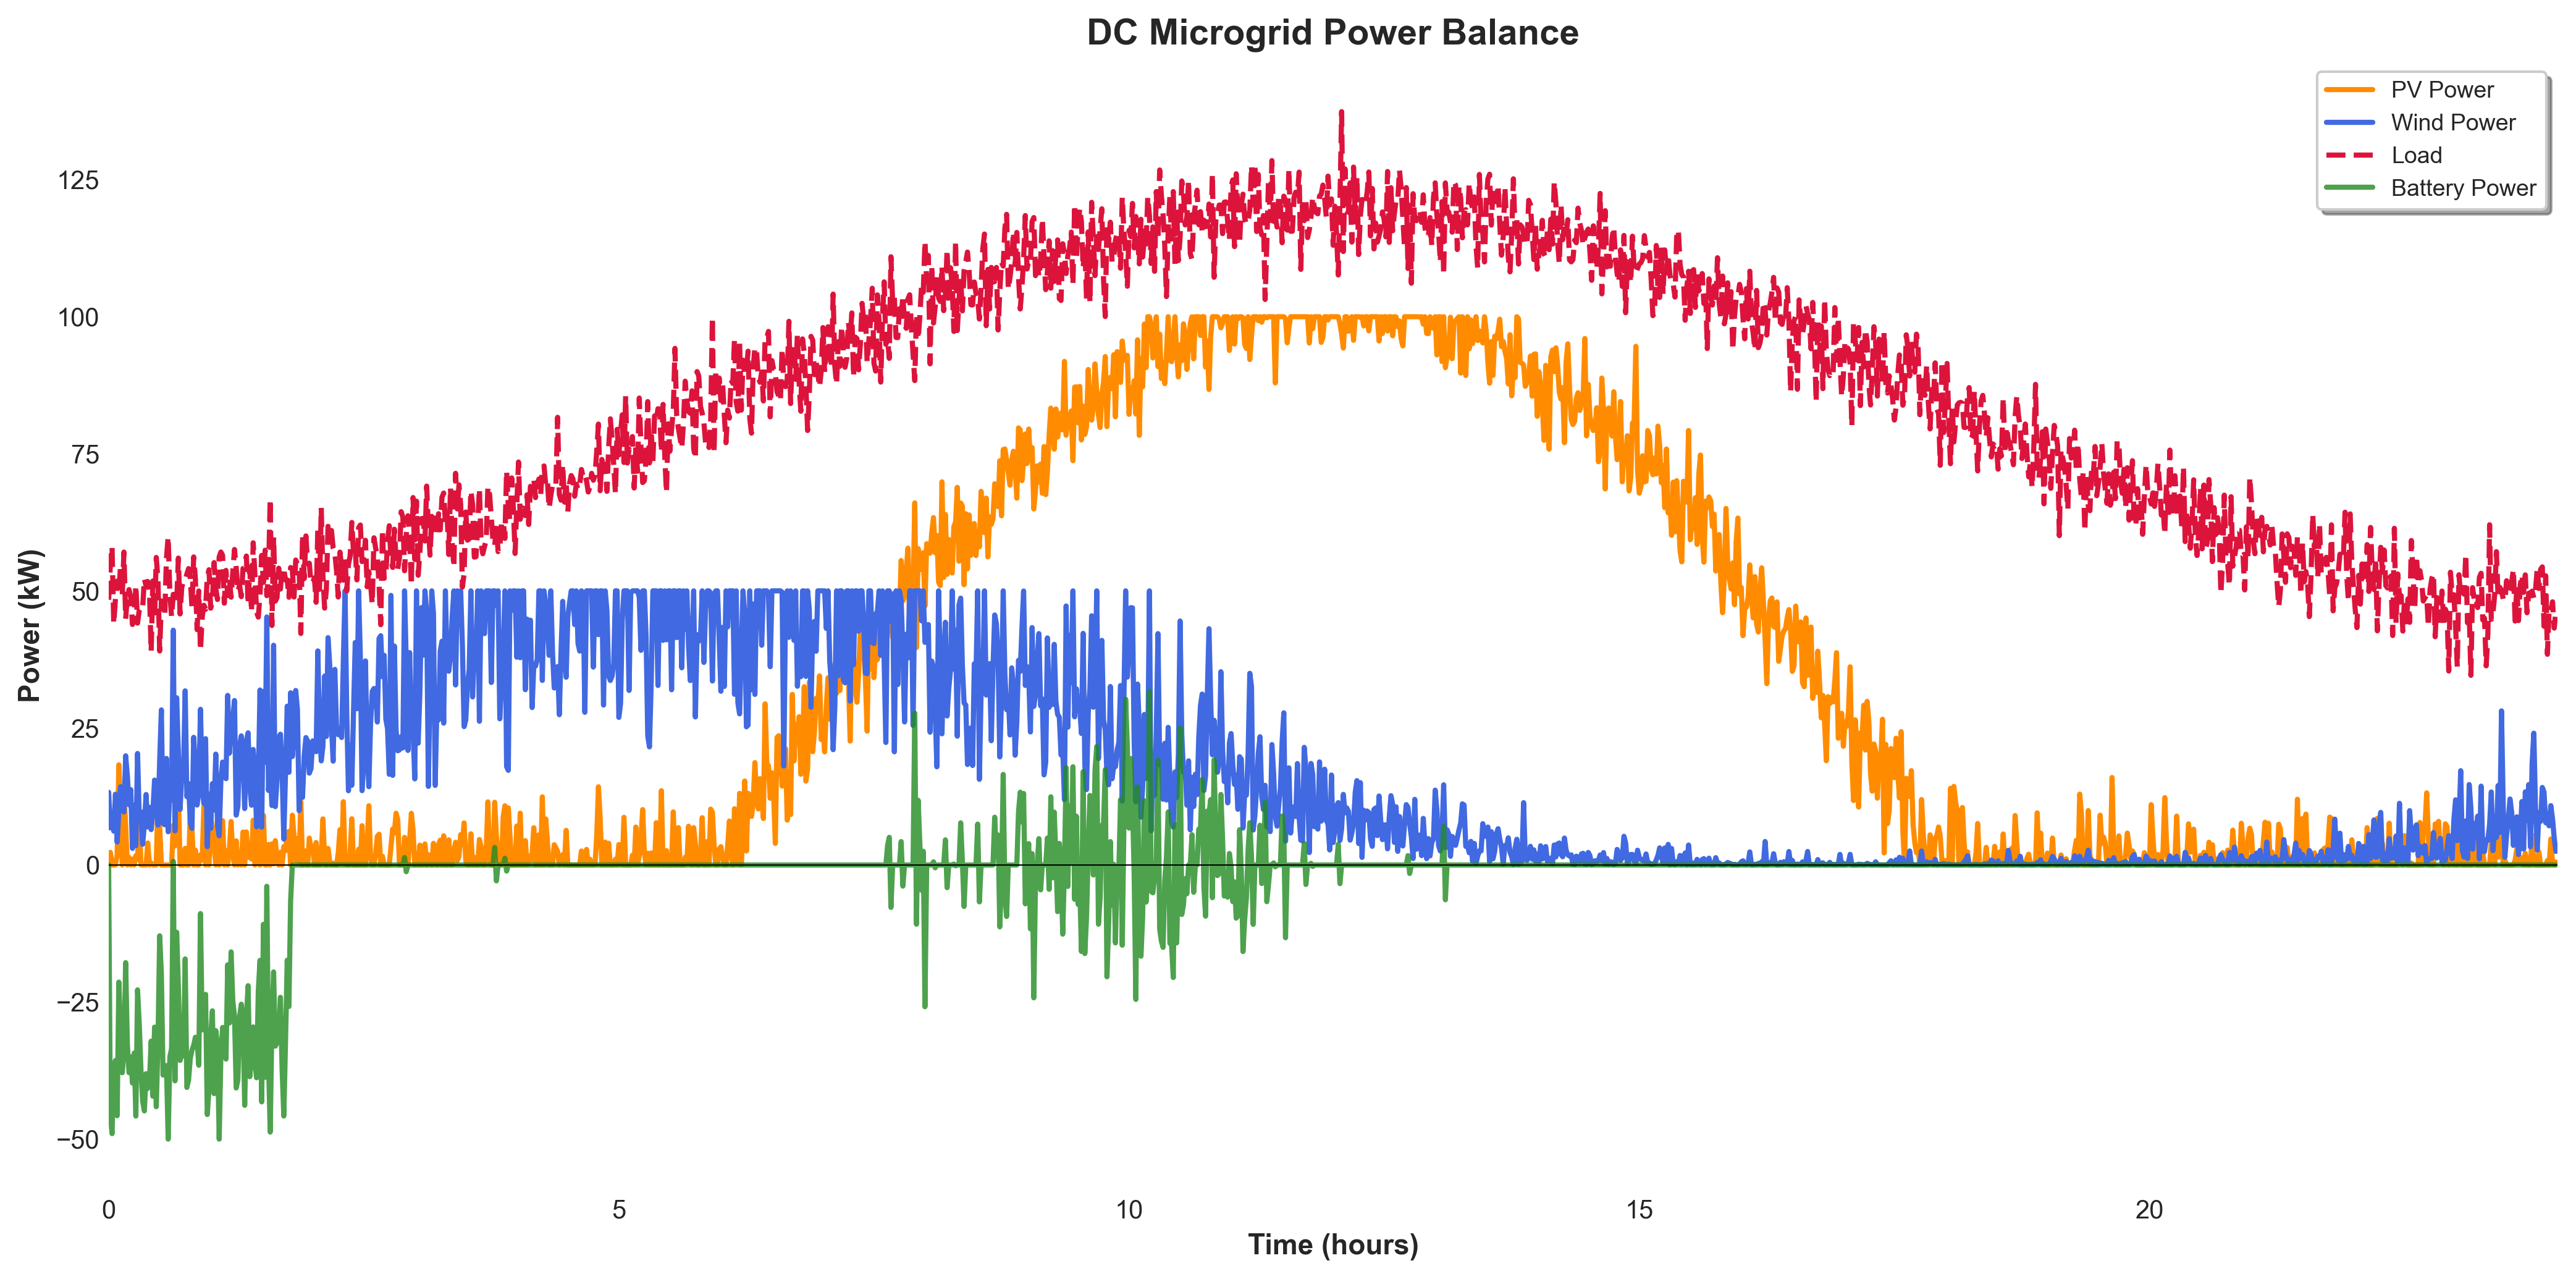 DC Microgrid Power Balance
PV Power
Wind Power
Load
Battery Power
Power (kW)
125
100
75
50
25
0
−25
−50
0 5 10 15 20
Time (hours)